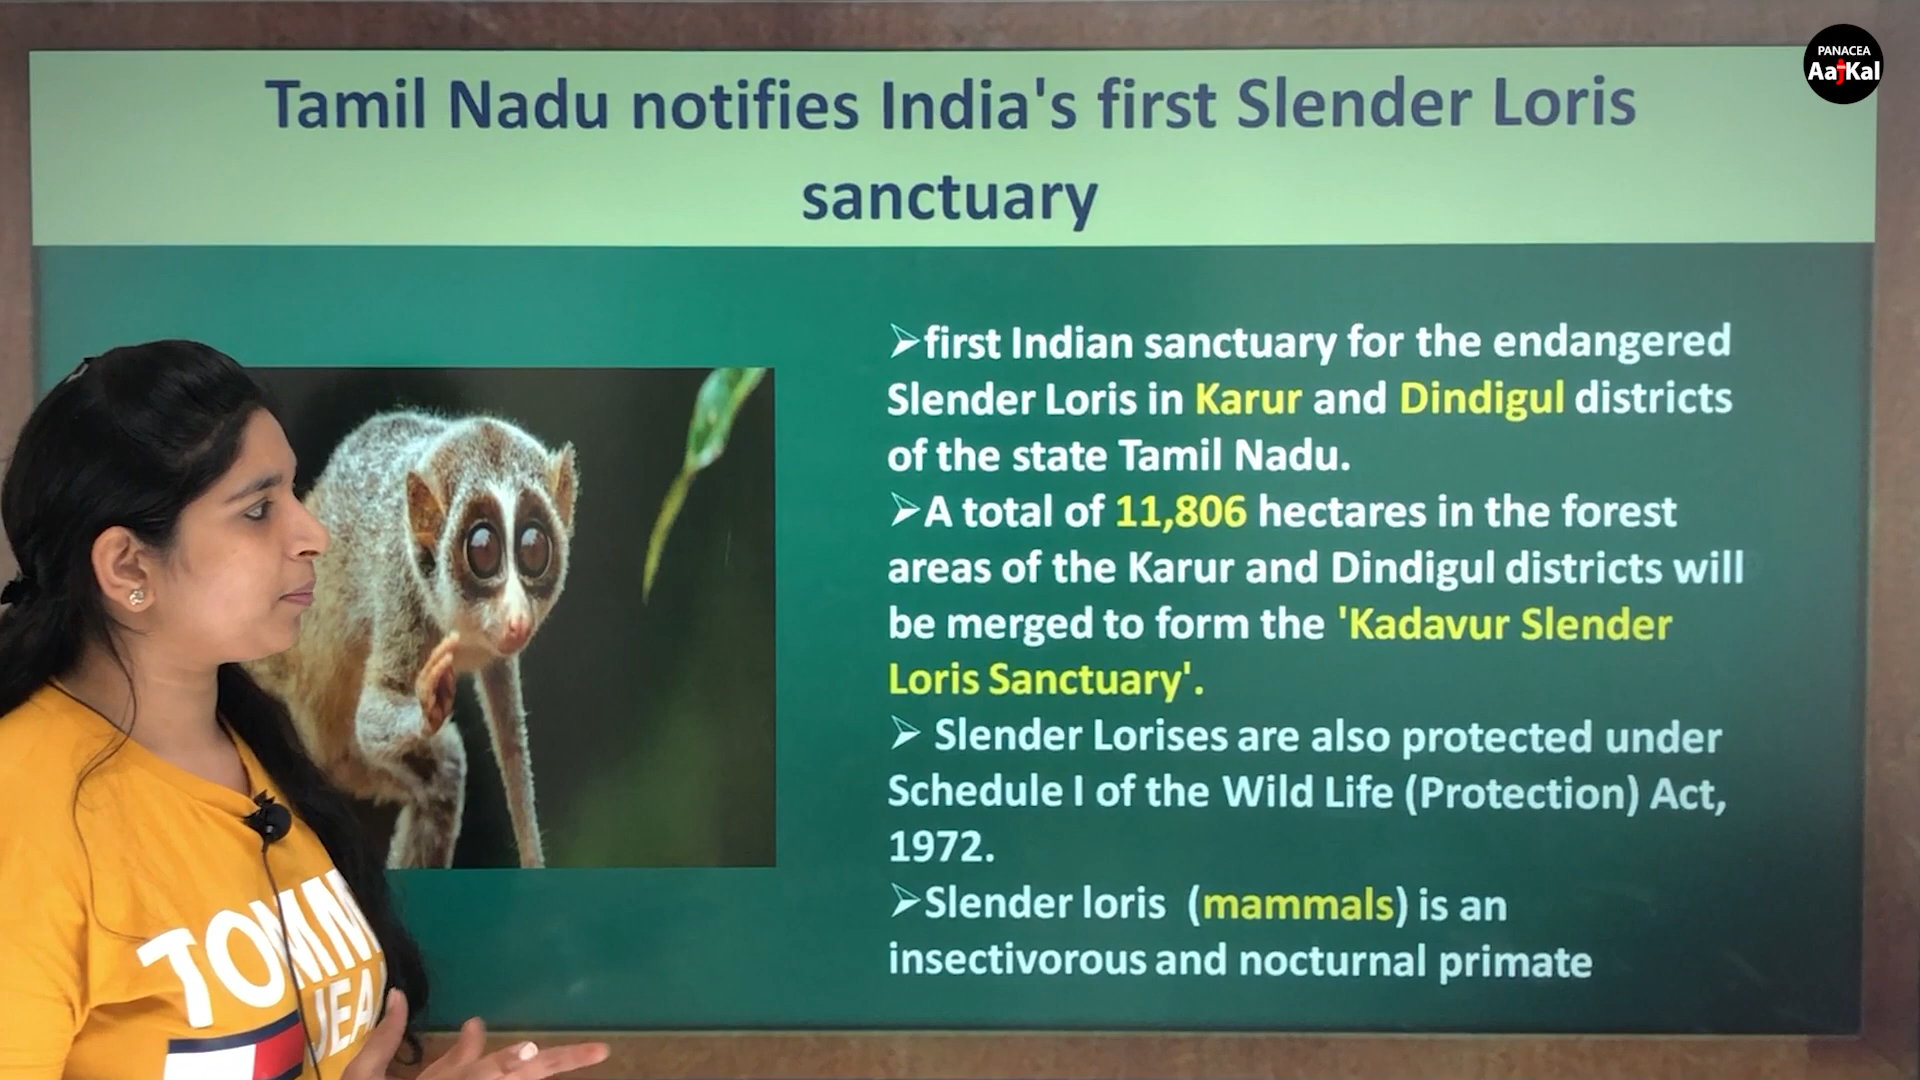 PANACEA
AajKal
Tamil Nadu notifies India's first Slender Loris
sanctuary
➢first Indian sanctuary for the endangered
Slender Loris in Karur and Dindigul districts
of the state Tamil Nadu.
➢A total of 11,806 hectares in the forest
areas of the Karur and Dindigul districts will
be merged to form the 'Kadavur Slender
Loris Sanctuary'.
➢ Slender Lorises are also protected under
Schedule I of the Wild Life (Protection) Act,
1972.
➢Slender loris (mammals) is an
insectivorous and nocturnal primate
TOMM
JEA